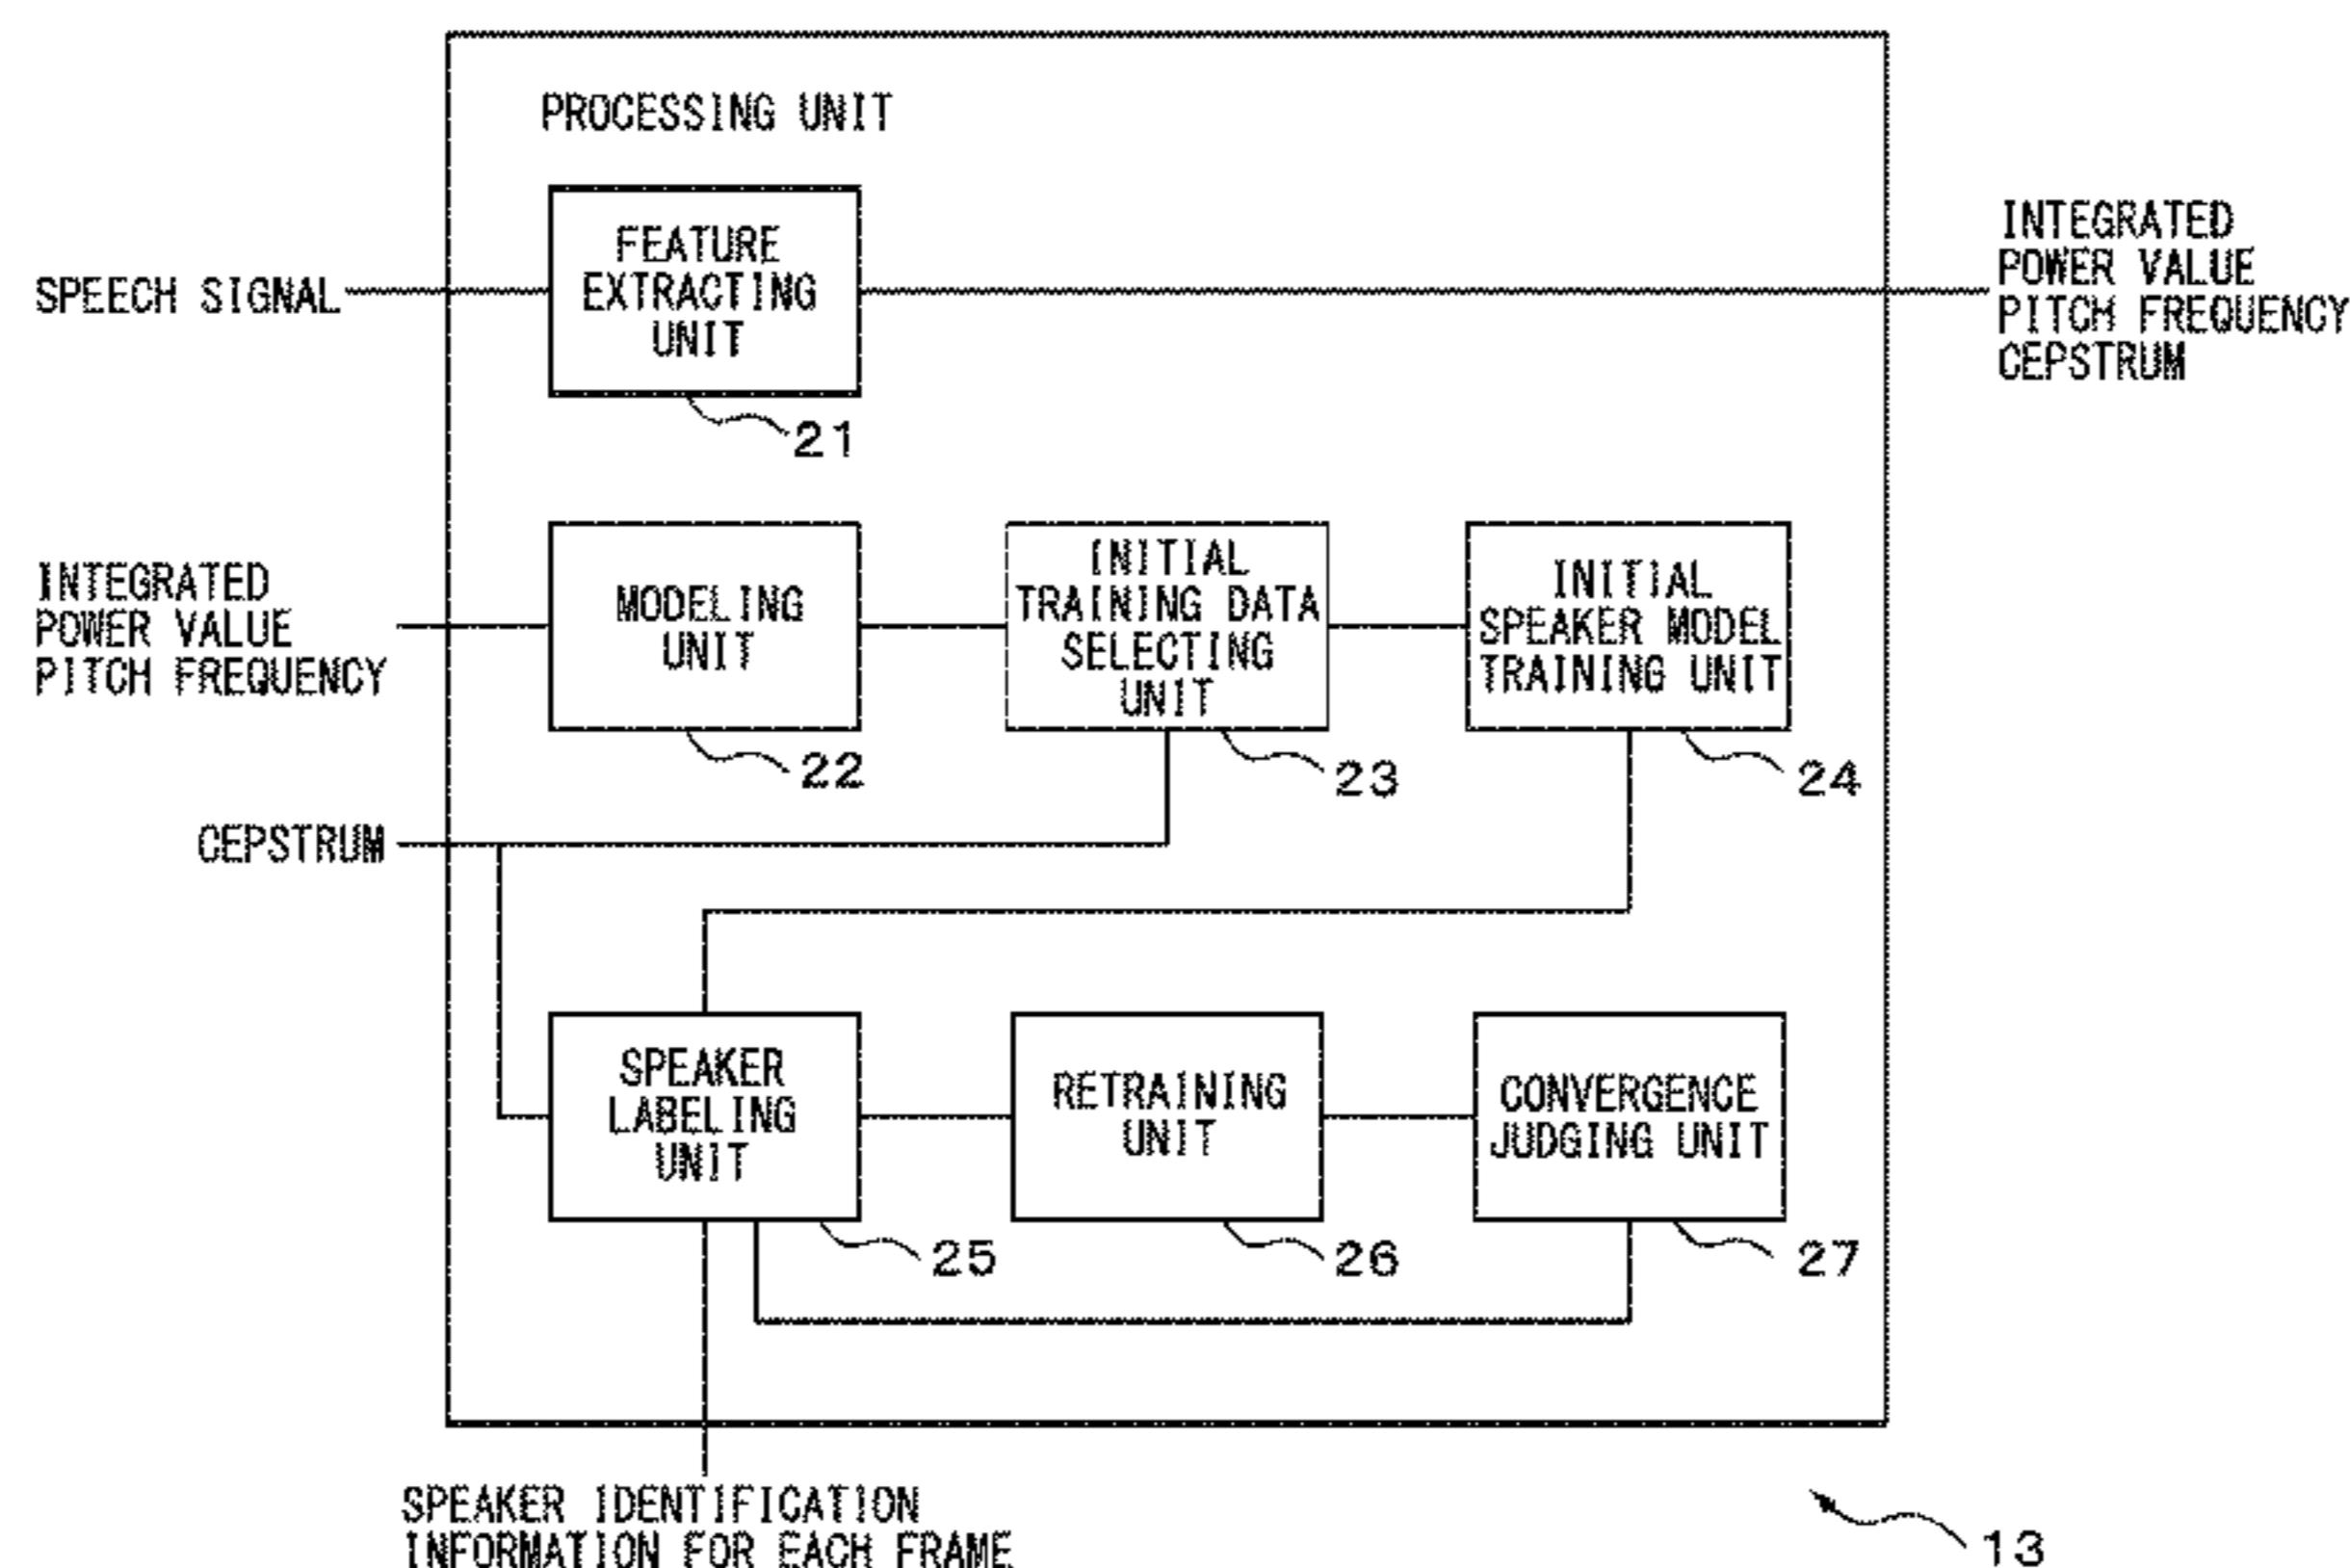 PROCESSING UNIT
FEATURE
EXTRACTING
UNIT
SPEECH SIGNAL
INTEGRATED
POWER VALUE
PITCH FREQUENCY
CEPSTRUM
21
INTEGRATED
POWER VALUE
PITCH FREQUENCY
MODELING
UNIT
INITIAL
TRAINING DATA
SELECTING
UNIT
INITIAL
SPEAKER MODEL
TRAINING UNIT
22
23
24
CEPSTRUM
SPEAKER
LABELING
UNIT
RETRAINING
UNIT
CONVERGENCE
JUDGING UNIT
25
26
27
SPEAKER IDENTIFICATION
INFORMATION FOR EACH FRAME
13